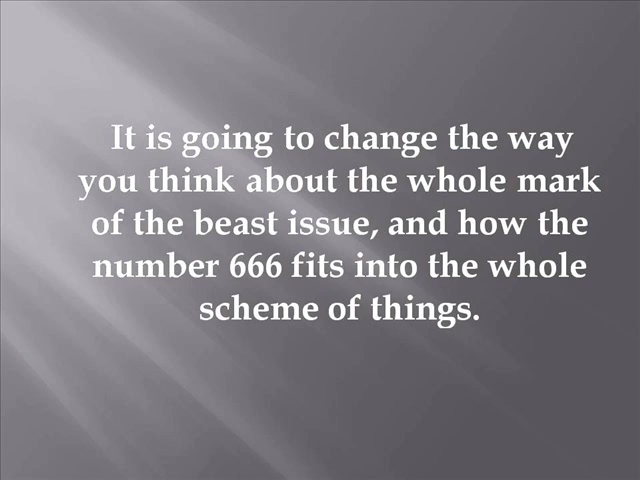 It is going to change the way
you think about the whole mark
of the beast issue, and how the
number 666 fits into the whole
scheme of things.